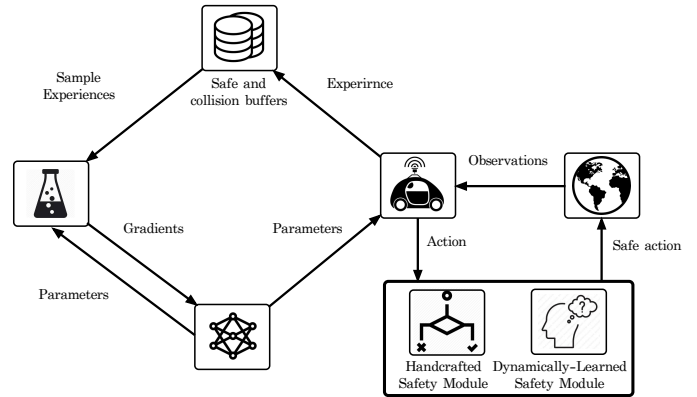 Sample
Experiences
Safe and
collision buffers
Experirnce
Observations
Gradients
Parameters
Action
Safe action
Parameters
?
Handcrafted
Safety Module
Dynamically-Learned
Safety Module